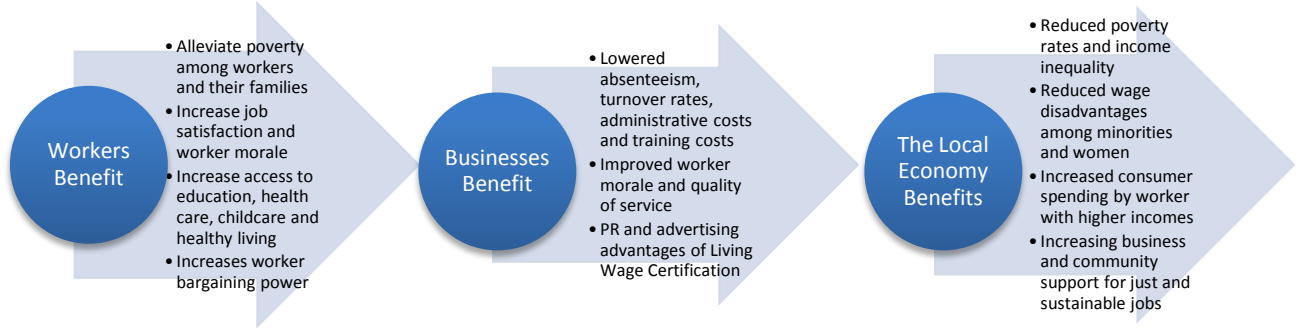 Workers
Benefit
• Alleviate poverty
among workers
and their families
• Increase job
satisfaction and
worker morale
• Increase access to
education, health
care, childcare and
healthy living
• Increases worker
bargaining power
Businesses
Benefit
• Lowered
absenteeism,
turnover rates,
administrative costs
and training costs
• Improved worker
morale and quality
of service
• PR and advertising
advantages of Living
Wage Certification
The Local
Economy
Benefits
• Reduced poverty
rates and income
inequality
• Reduced wage
disadvantages
among minorities
and women
• Increased consumer
spending by worker
with higher incomes
• Increasing business
and community
support for just and
sustainable jobs